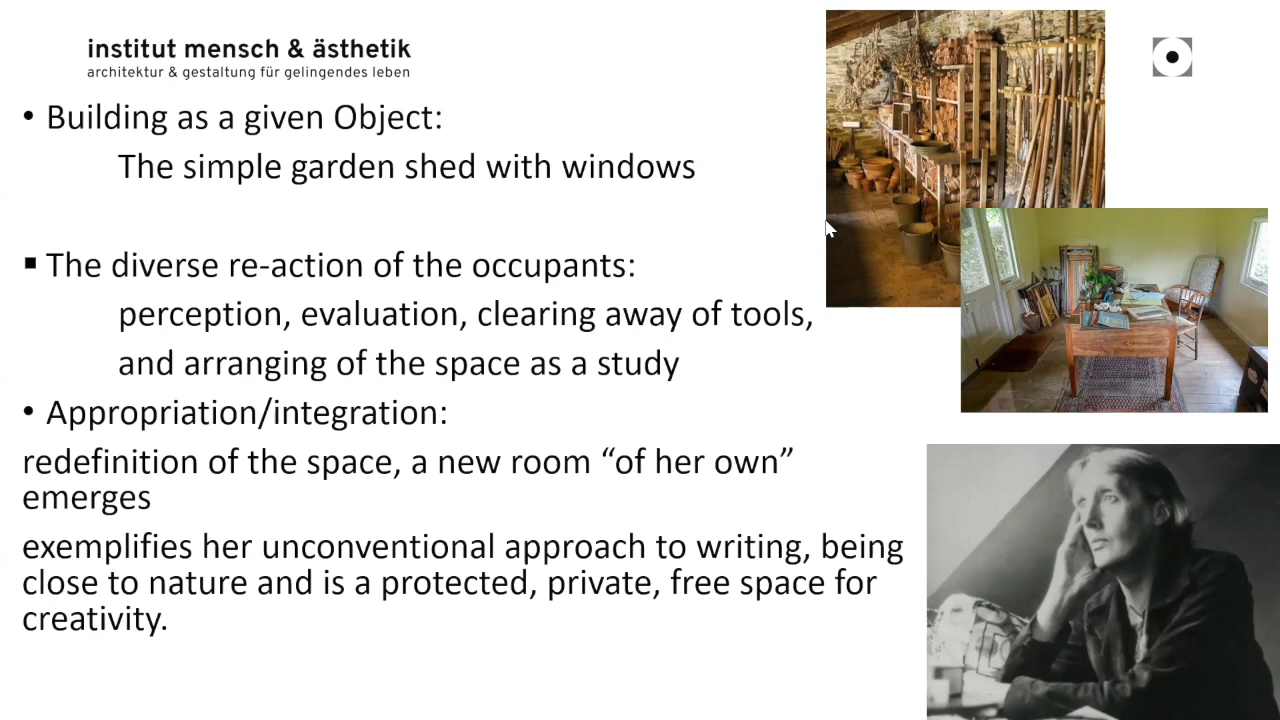 institut mensch & ästhetik
architektur & gestaltung für gelingendes leben
• Building as a given Object:
The simple garden shed with windows
▪ The diverse re-action of the occupants:
perception, evaluation, clearing away of tools,
and arranging of the space as a study
• Appropriation/integration:
redefinition of the space, a new room “of her own”
emerges
exemplifies her unconventional approach to writing, being
close to nature and is a protected, private, free space for
creativity.